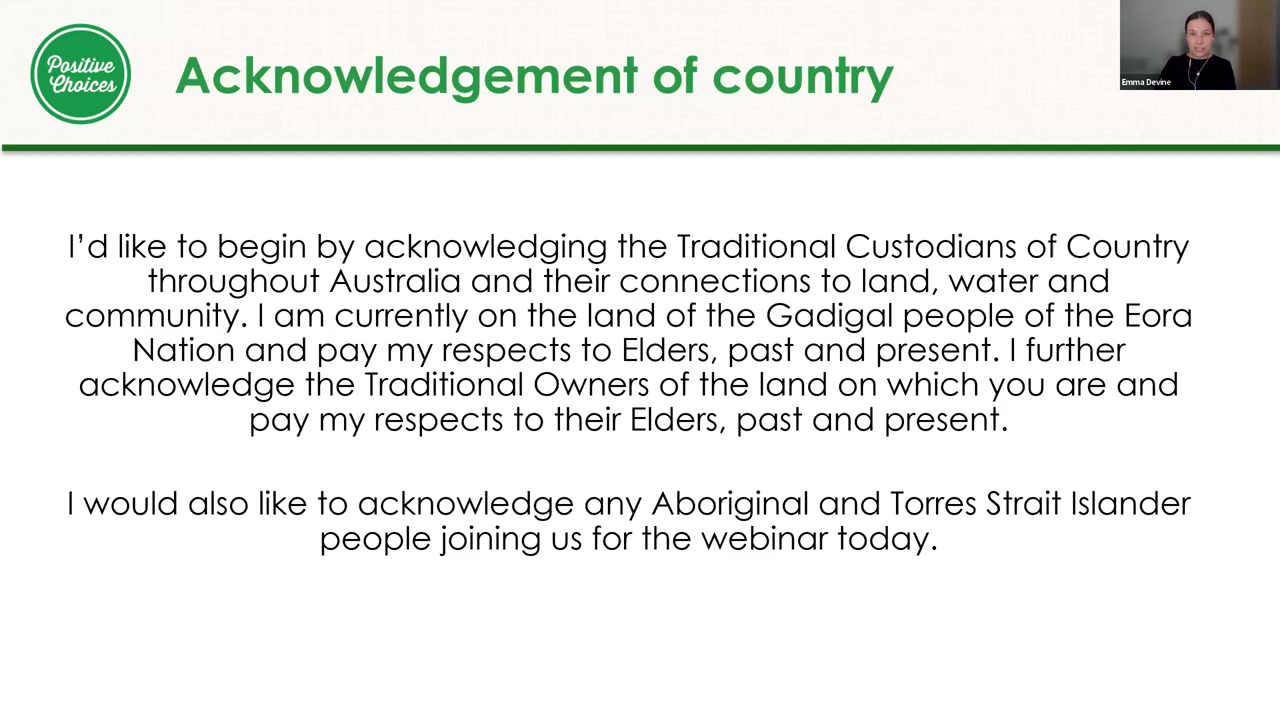 Positive
Choices
Acknowledgement of country
Emma Devine
I’d like to begin by acknowledging the Traditional Custodians of Country
throughout Australia and their connections to land, water and
community. I am currently on the land of the Gadigal people of the Eora
Nation and pay my respects to Elders, past and present. I further
acknowledge the Traditional Owners of the land on which you are and
pay my respects to their Elders, past and present.
I would also like to acknowledge any Aboriginal and Torres Strait Islander
people joining us for the webinar today.